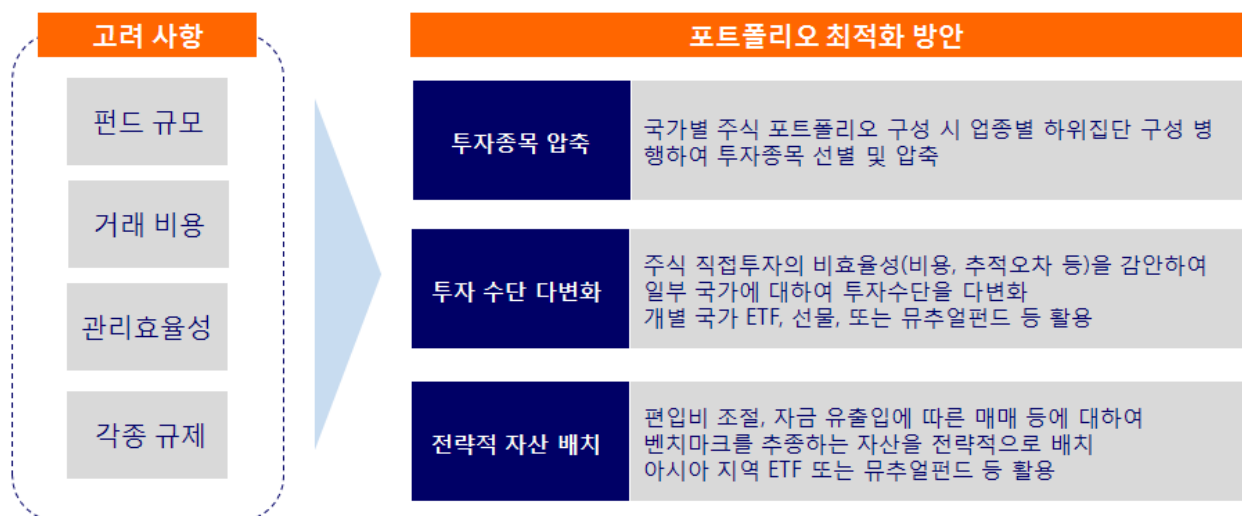 고려 사항
펀드 규모
거래 비용
관리효율성
각종 규제
포트폴리오 최적화 방안
투자종목 압축
국가별 주식 포트폴리오 구성 시 업종별 하위집단 구성 병
행하여 투자종목 선별 및 압축
투자 수단 다변화
주식 직접투자의 비효율성(비용, 추적오차 등)을 감안하여
일부 국가에 대하여 투자수단을 다변화
개별 국가 ETF, 선물, 또는 뮤추얼펀드 등 활용
전략적 자산 배치
편입비 조절, 자금 유출입에 따른 매매 등에 대하여
벤치마크를 추종하는 자산을 전략적으로 배치
아시아 지역 ETF 또는 뮤추얼펀드 등 활용